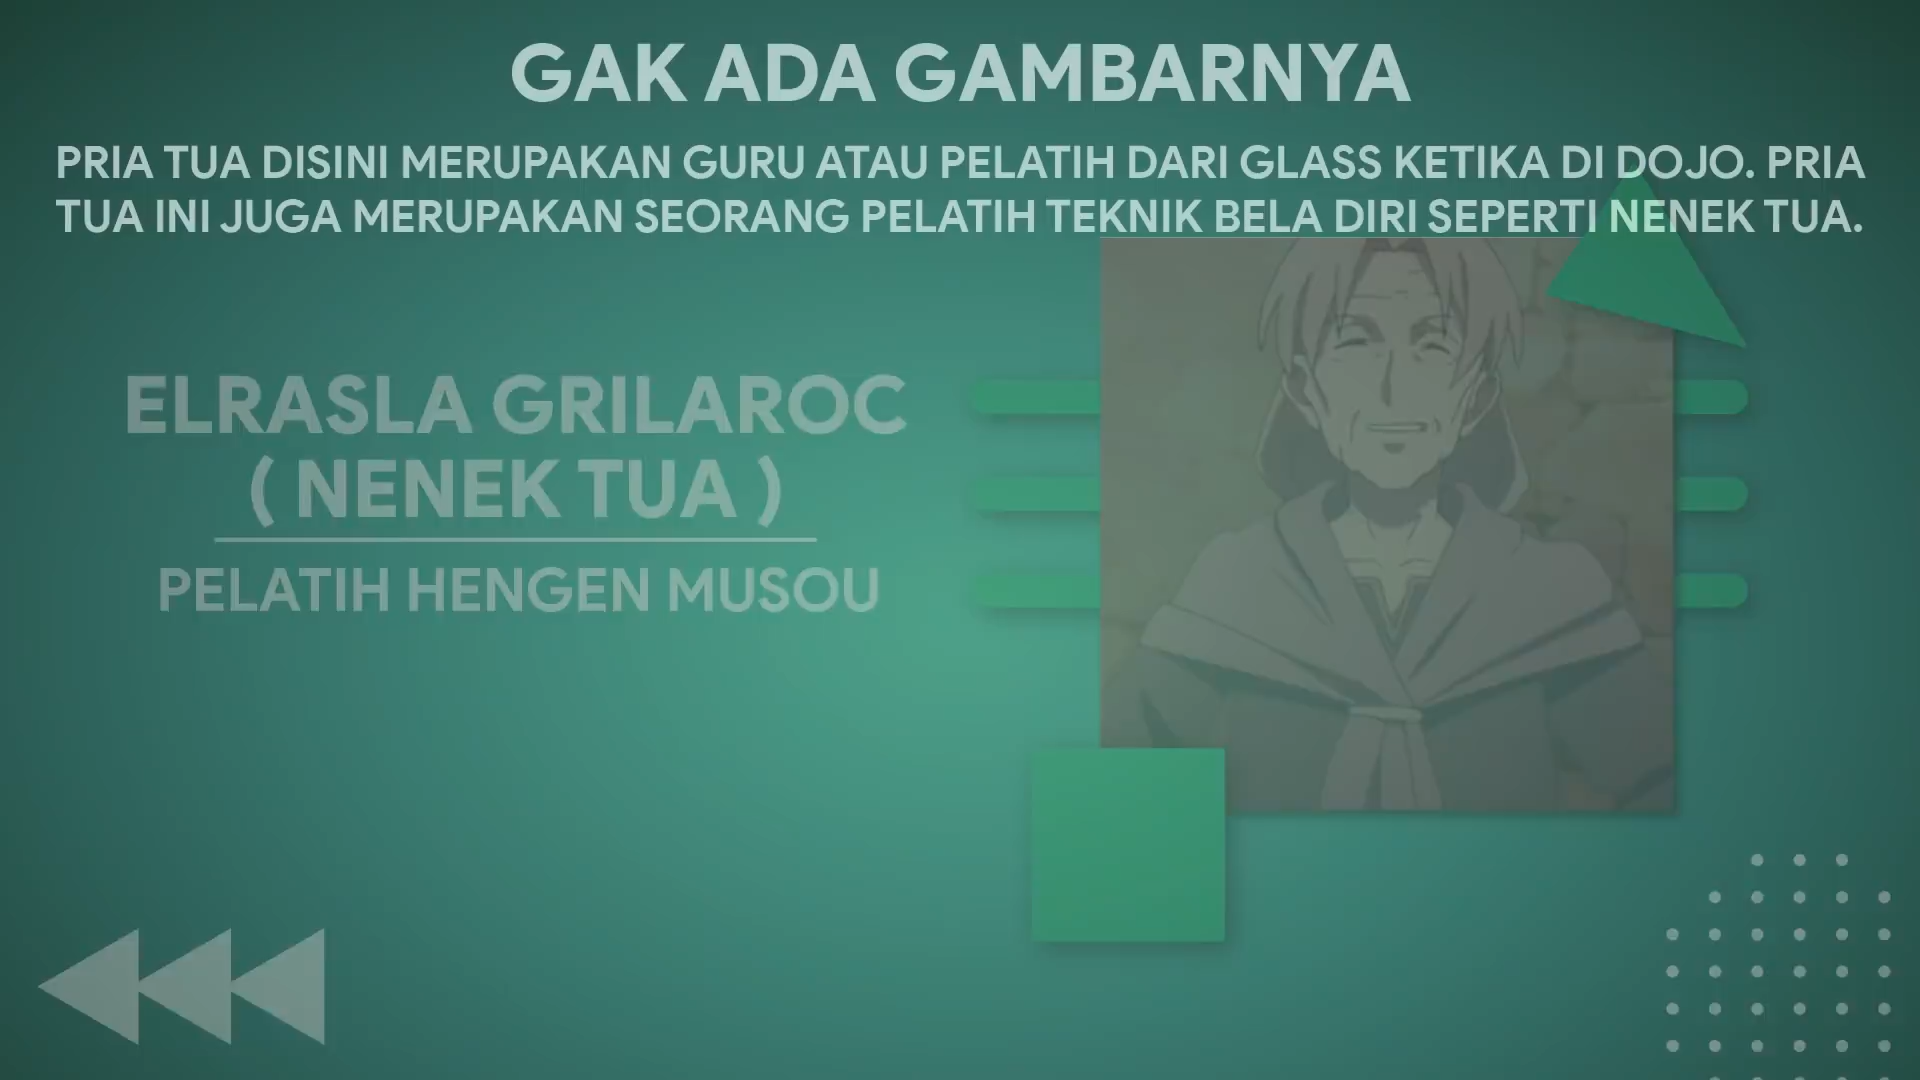 GAK ADA GAMBARNYA
PRIA TUA DISINI MERUPAKAN GURU ATAU PELATIH DARI GLASS KETIKA DI DOJO. PRIA
TUA INI JUGA MERUPAKAN SEORANG PELATIH TEKNIK BELA DIRI SEPERTI NENEK TUA.
ELRASLA GRILAROC
( NENEK TUA )
PELATIH HENGEN MUSOU